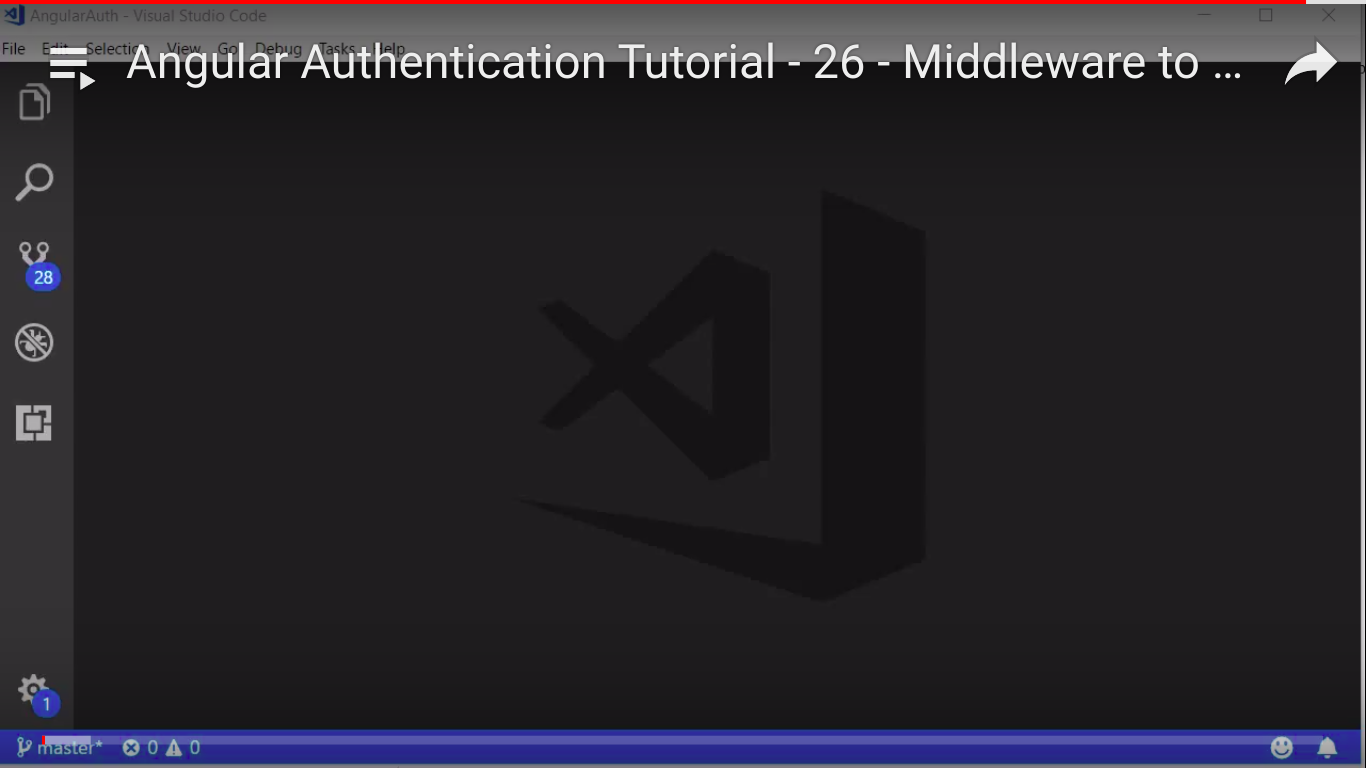 AngularAuth - Visual Studio Code
File Edit Selection View Go Debug Tasks Help
Angular Authentication Tutorial - 26 - Middleware to ...
28
1
master* 0 0